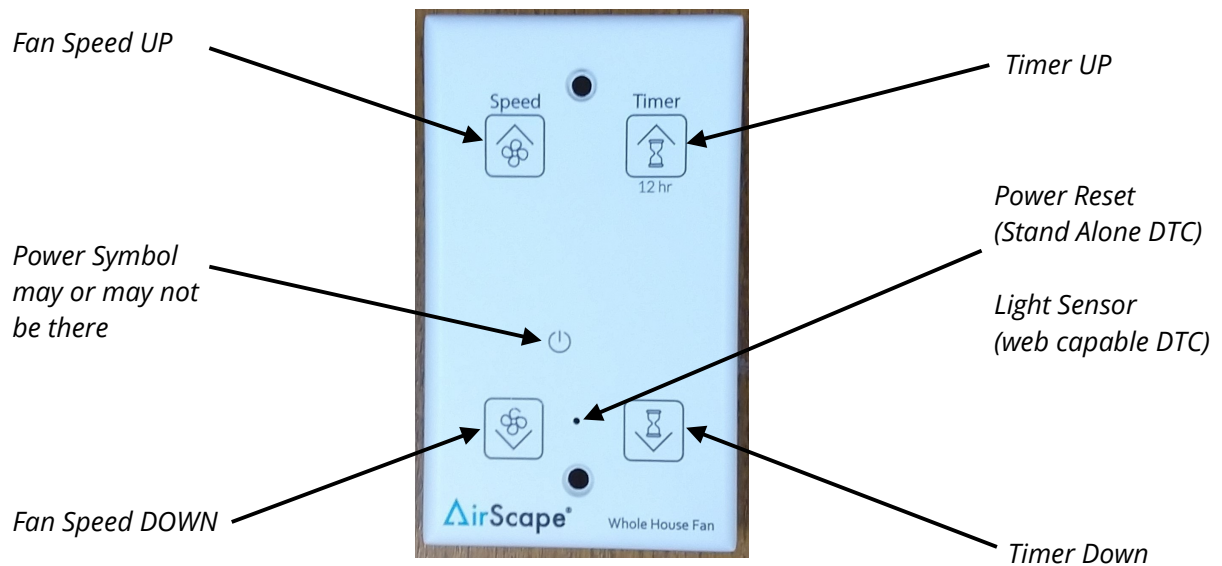 Fan Speed UP
Timer UP
Speed
Timer
12 hr
Power Reset
(Stand Alone DTC)
Light Sensor
(web capable DTC)
Power Symbol
may or may not
be there
AirScape®
Whole House Fan
Fan Speed DOWN
Timer Down